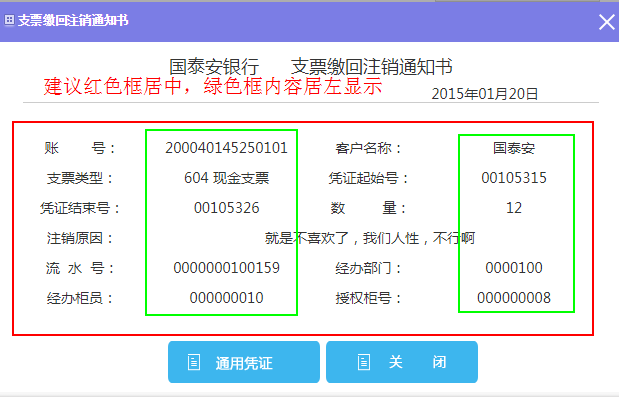 支票缴回注销通知书
国泰安银行 支票缴回注销通知书
建议红色框居中，绿色框内容居左显示
2015年01月20日
账 号： 200040145250101 客户名称： 国泰安
支票类型： 604 现金支票 凭证起始号： 00105315
凭证结束号： 00105326 数 量： 12
注销原因： 就是不喜欢了，我们人性，不行啊
流 水 号： 0000000100159 经办部门： 0000100
经办柜员： 000000010 授权柜号： 000000008
通用凭证 关 闭